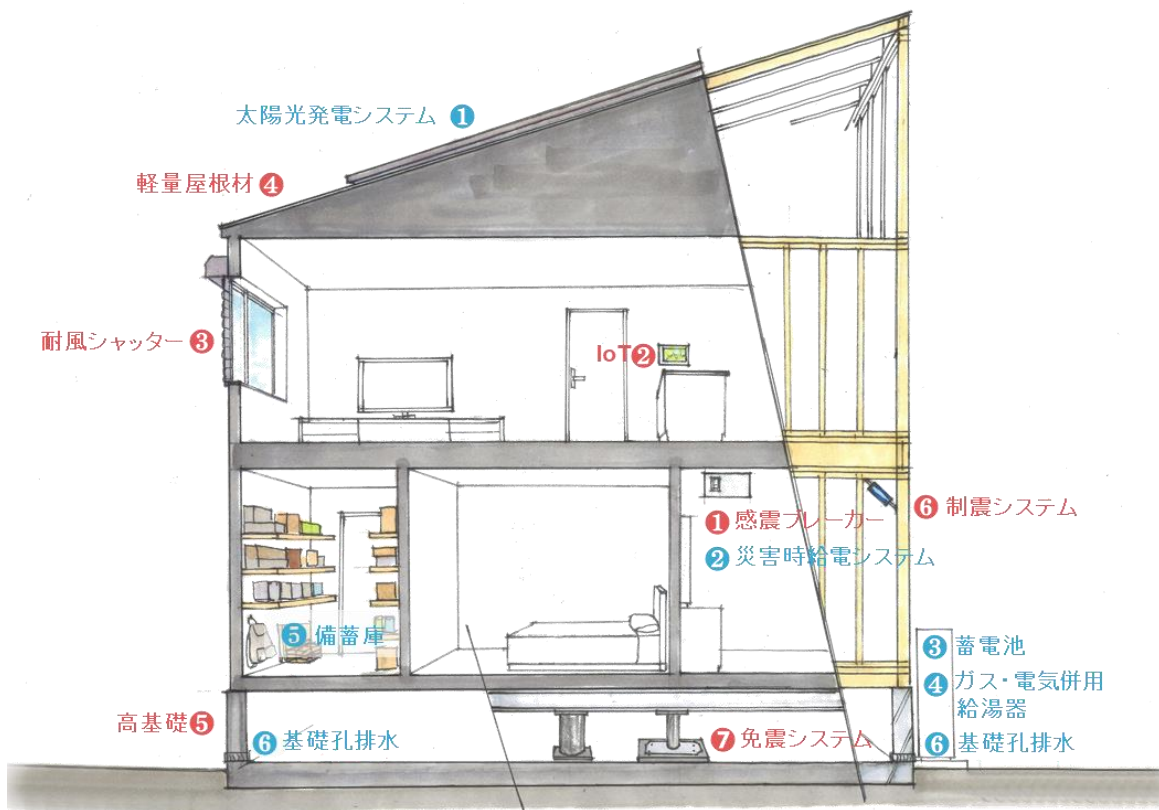 太陽光発電システム ❶
軽量屋根材 ❹
耐風シャッター ❸
IoT ❷
❻ 制震システム
❶ 感震ブレーカー
❷ 災害時給電システム
❺ 備蓄庫
❸ 蓄電池
❹ ガス・電気併用
給湯器
高基礎 ❺
❻ 基礎孔排水
❼ 免震システム
❻ 基礎孔排水